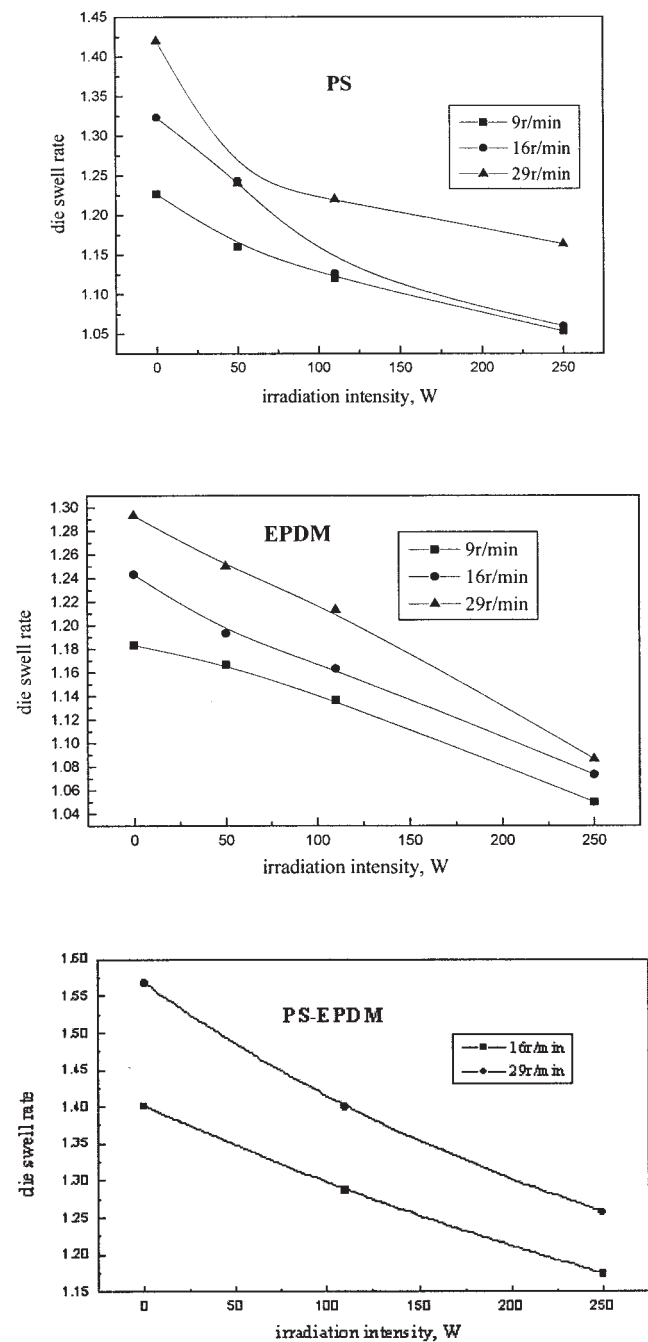 1.45
1.40
PS
1.35
9r/min
1.30
16r/min
29r/min
1.25
1.20
1.15
1.10
1.05
die swell rate
0 50 100 150 200 250
irradiation intensity, W
1.30
1.28
EPDM
1.26
9r/min
1.24
16r/min
1.22
29r/min
1.20
1.18
1.16
1.14
1.12
1.10
1.08
1.06
1.04
die swell rate
0 50 100 150 200 250
irradiation intensity, W
1.60
1.55
PS-EPDM
1.50
16r/min
1.45
29r/min
1.40
1.35
1.30
1.25
1.20
1.15
die swell rate
0 50 100 150 200 250
irradiation intensity, W